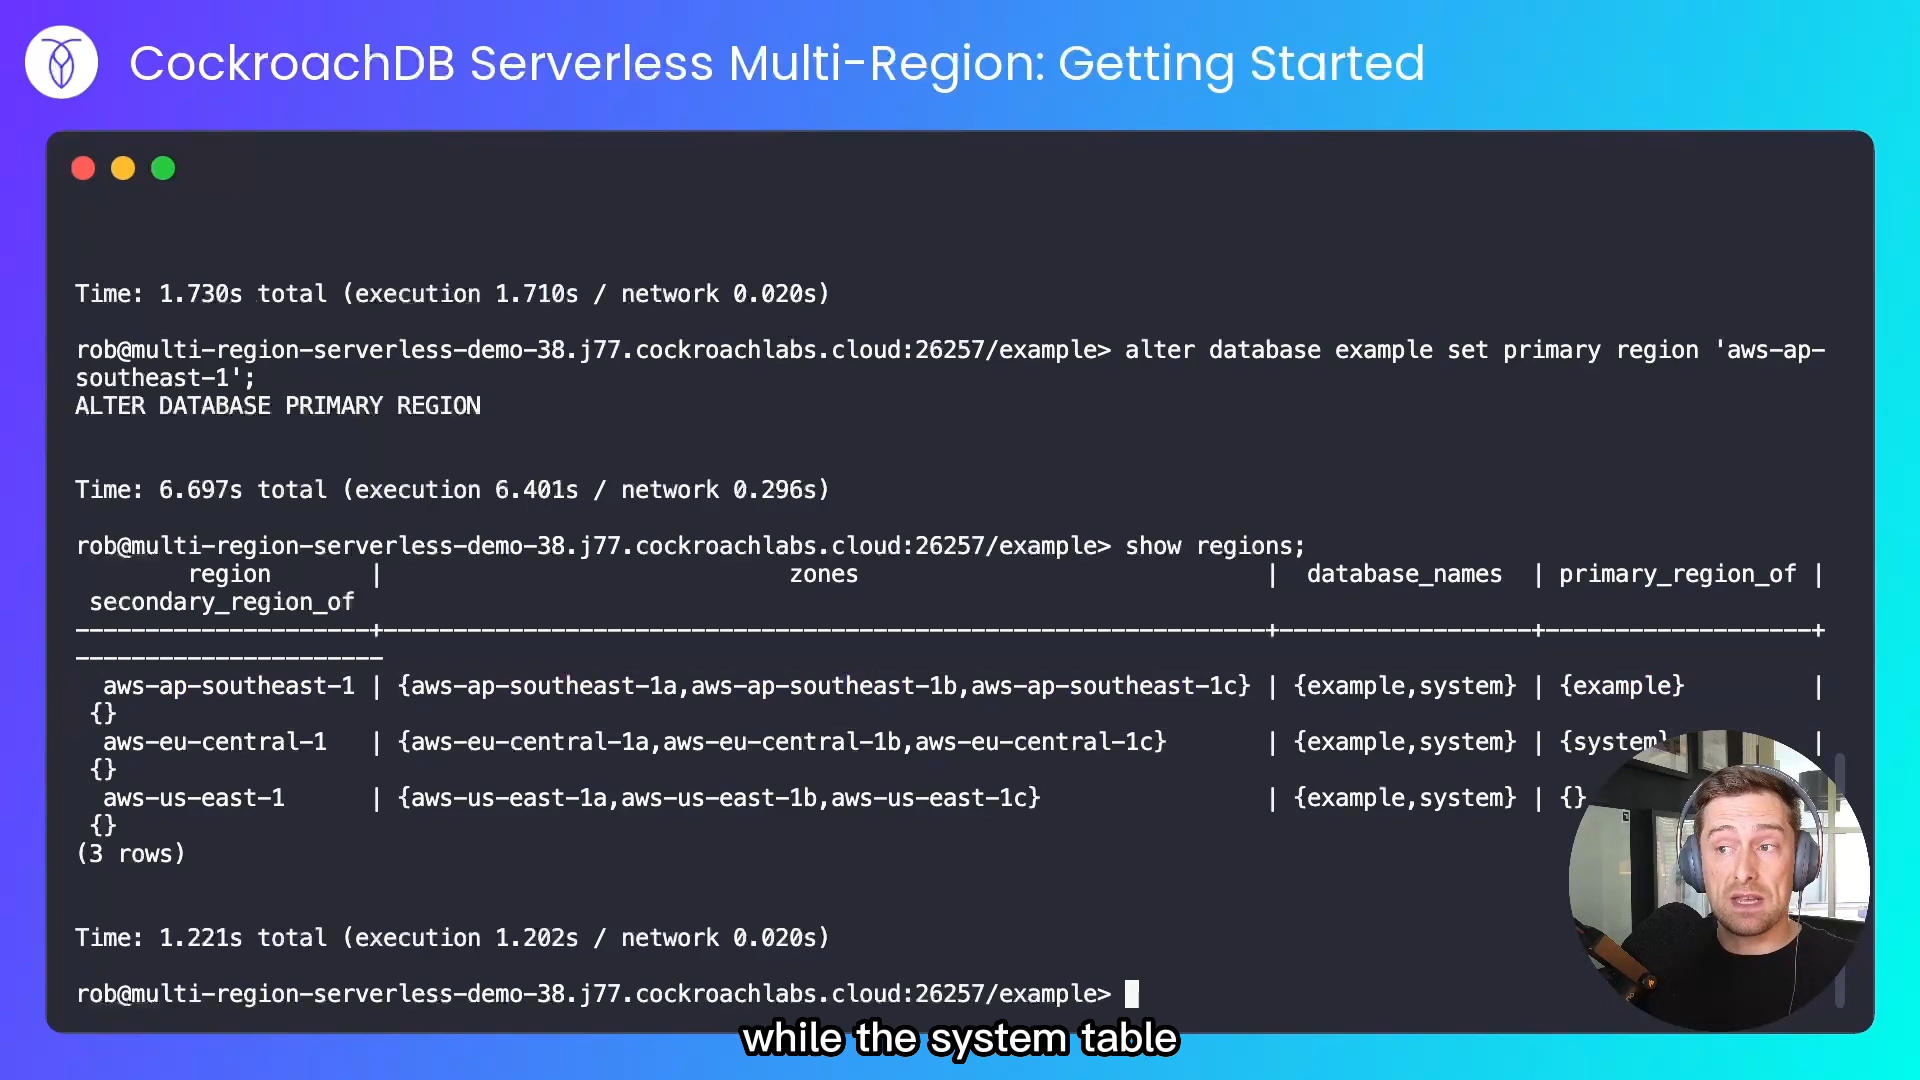 CockroachDB Serverless Multi-Region: Getting Started
Time: 1.730s total (execution 1.710s / network 0.020s)
rob@multi-region-serverless-demo-38.j77.cockroachlabs.cloud:26257/example> alter database example set primary region 'aws-ap-
southeast-1';
ALTER DATABASE PRIMARY REGION
Time: 6.697s total (execution 6.401s / network 0.296s)
rob@multi-region-serverless-demo-38.j77.cockroachlabs.cloud:26257/example> show regions;
region | zones | database_names | primary_region_of |
secondary_region_of
---------------------+---------------------------------------------------------------+------------------+-------------------+
----------------------
aws-ap-southeast-1 | {aws-ap-southeast-1a,aws-ap-southeast-1b,aws-ap-southeast-1c} | {example,system} | {example} |
{}
aws-eu-central-1 | {aws-eu-central-1a,aws-eu-central-1b,aws-eu-central-1c} | {example,system} | {system} |
{}
aws-us-east-1 | {aws-us-east-1a,aws-us-east-1b,aws-us-east-1c} | {example,system} | {}
{}
(3 rows)
Time: 1.221s total (execution 1.202s / network 0.020s)
rob@multi-region-serverless-demo-38.j77.cockroachlabs.cloud:26257/example>
while the system table